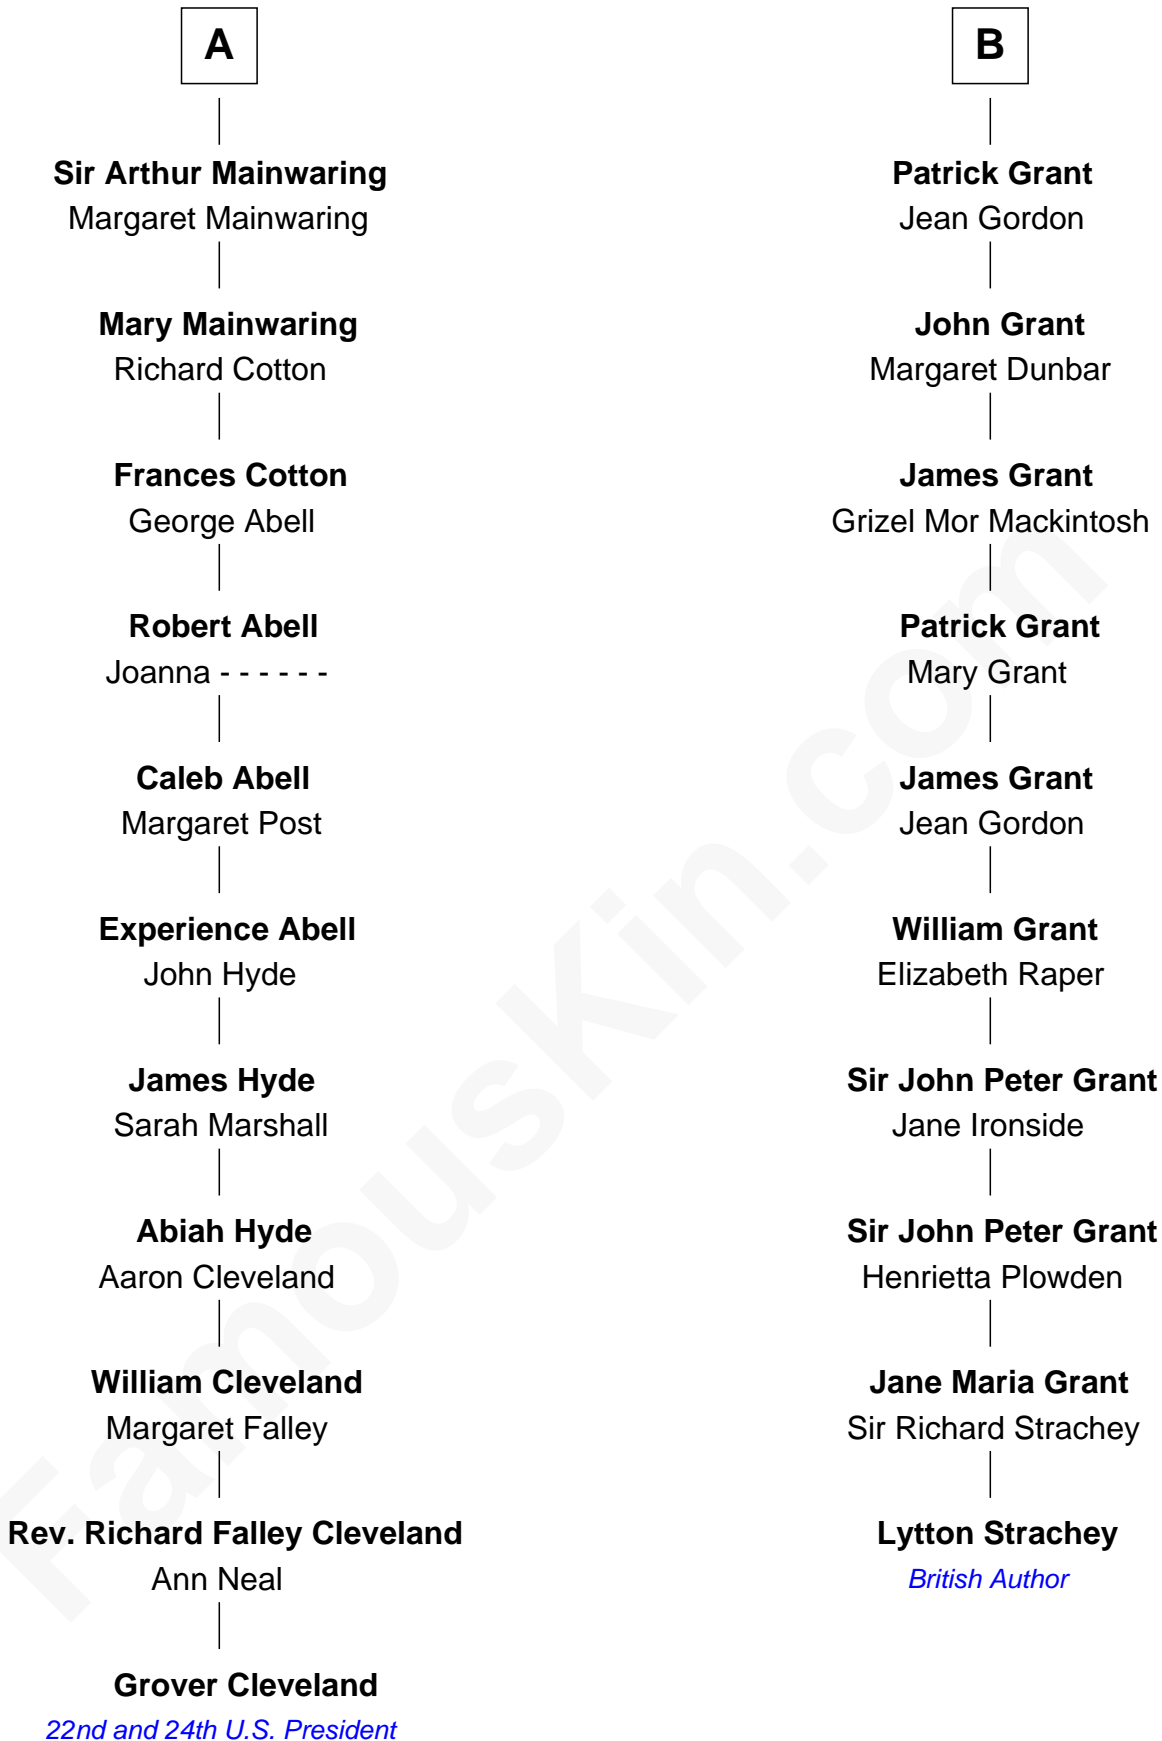 A
Sir Arthur Mainwaring
Margaret Mainwaring
Mary Mainwaring
Richard Cotton
Frances Cotton
George Abell
Robert Abell
Joanna - - - - - -
Caleb Abell
Margaret Post
Experience Abell
John Hyde
James Hyde
Sarah Marshall
Abiah Hyde
Aaron Cleveland
William Cleveland
Margaret Falley
Rev. Richard Falley Cleveland
Ann Neal
Grover Cleveland
22nd and 24th U.S. President
B
Patrick Grant
Jean Gordon
John Grant
Margaret Dunbar
James Grant
Grizel Mor Mackintosh
Patrick Grant
Mary Grant
James Grant
Jean Gordon
William Grant
Elizabeth Raper
Sir John Peter Grant
Jane Ironside
Sir John Peter Grant
Henrietta Plowden
Jane Maria Grant
Sir Richard Strachey
Lytton Strachey
British Author
FamousKin.com